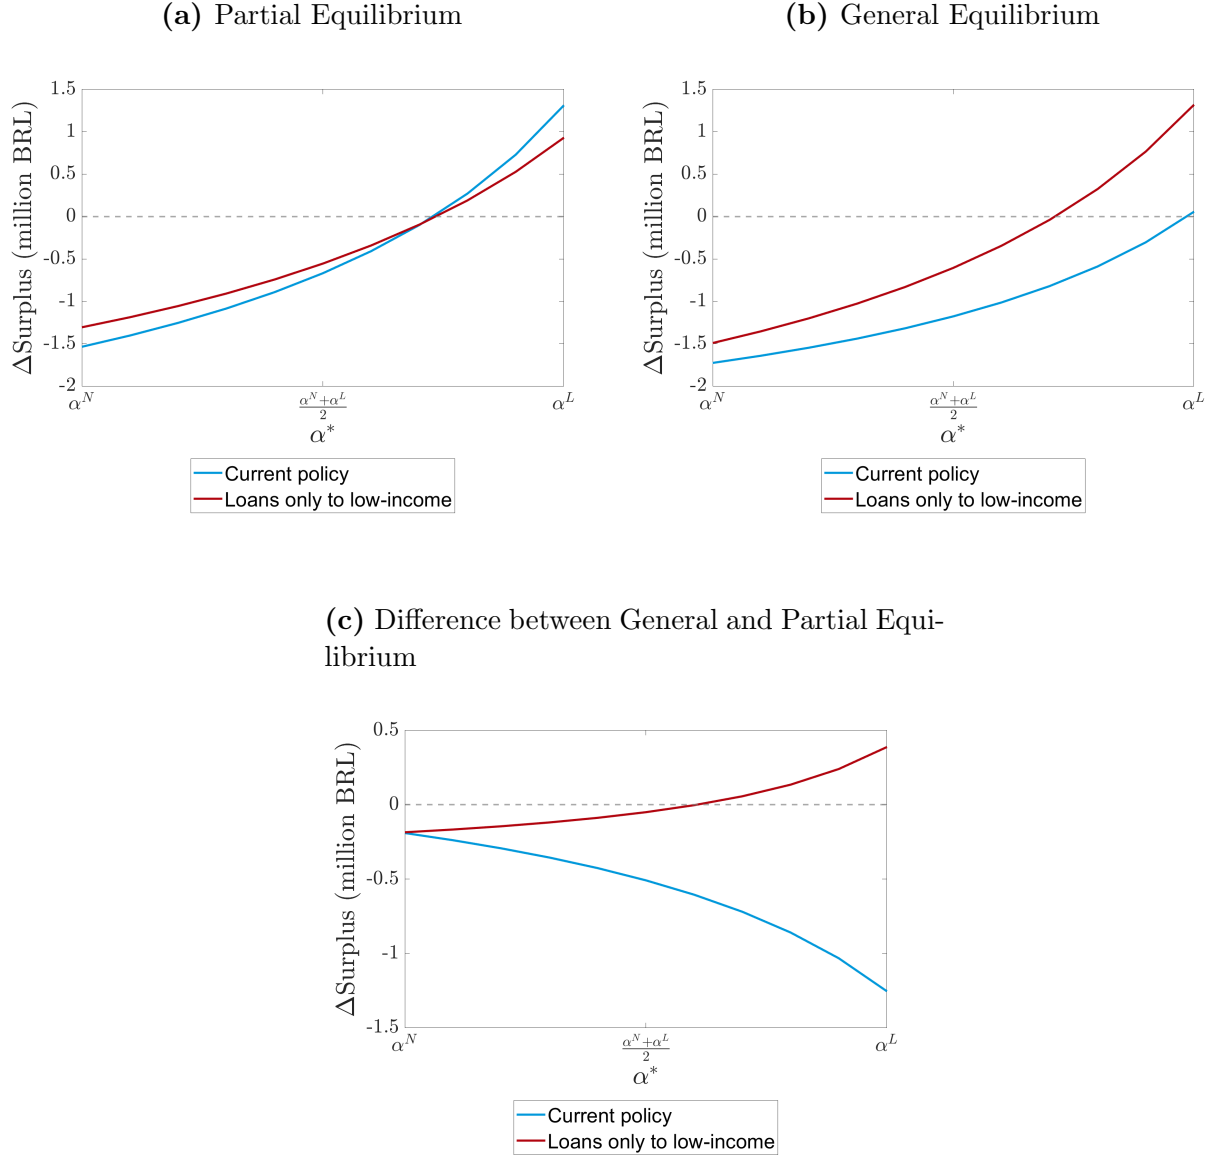 (a) Partial Equilibrium
ΔSurplus (million BRL)
1.5
1
0.5
0
-0.5
-1
-1.5
-2
α^N
(α^N+α^L)/2
α^L
α*
Current policy
Loans only to low-income
(b) General Equilibrium
ΔSurplus (million BRL)
1.5
1
0.5
0
-0.5
-1
-1.5
-2
α^N
(α^N+α^L)/2
α^L
α*
Current policy
Loans only to low-income
(c) Difference between General and Partial Equi-
librium
ΔSurplus (million BRL)
0.5
0
-0.5
-1
-1.5
α^N
(α^N+α^L)/2
α^L
α*
Current policy
Loans only to low-income